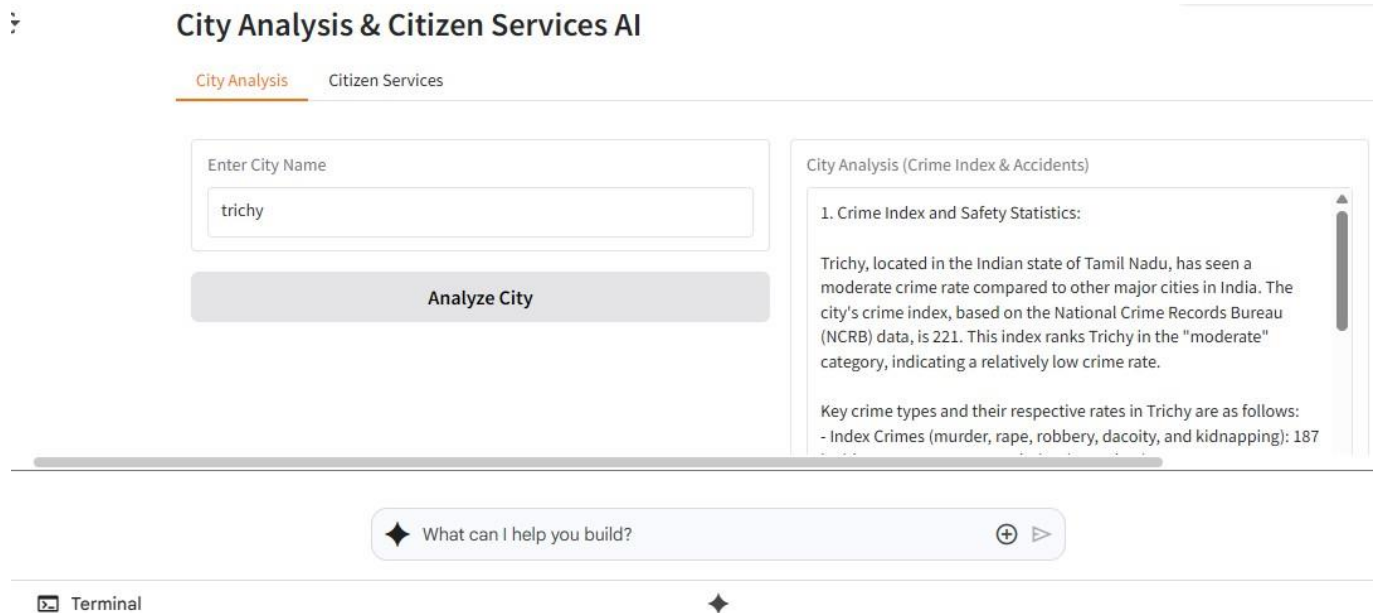 City Analysis & Citizen Services AI
City Analysis
Citizen Services
Enter City Name
trichy
Analyze City
City Analysis (Crime Index & Accidents)
1. Crime Index and Safety Statistics:
Trichy, located in the Indian state of Tamil Nadu, has seen a
moderate crime rate compared to other major cities in India. The
city's crime index, based on the National Crime Records Bureau
(NCRB) data, is 221. This index ranks Trichy in the "moderate"
category, indicating a relatively low crime rate.
Key crime types and their respective rates in Trichy are as follows:
- Index Crimes (murder, rape, robbery, dacoity, and kidnapping): 187
What can I help you build?
Terminal